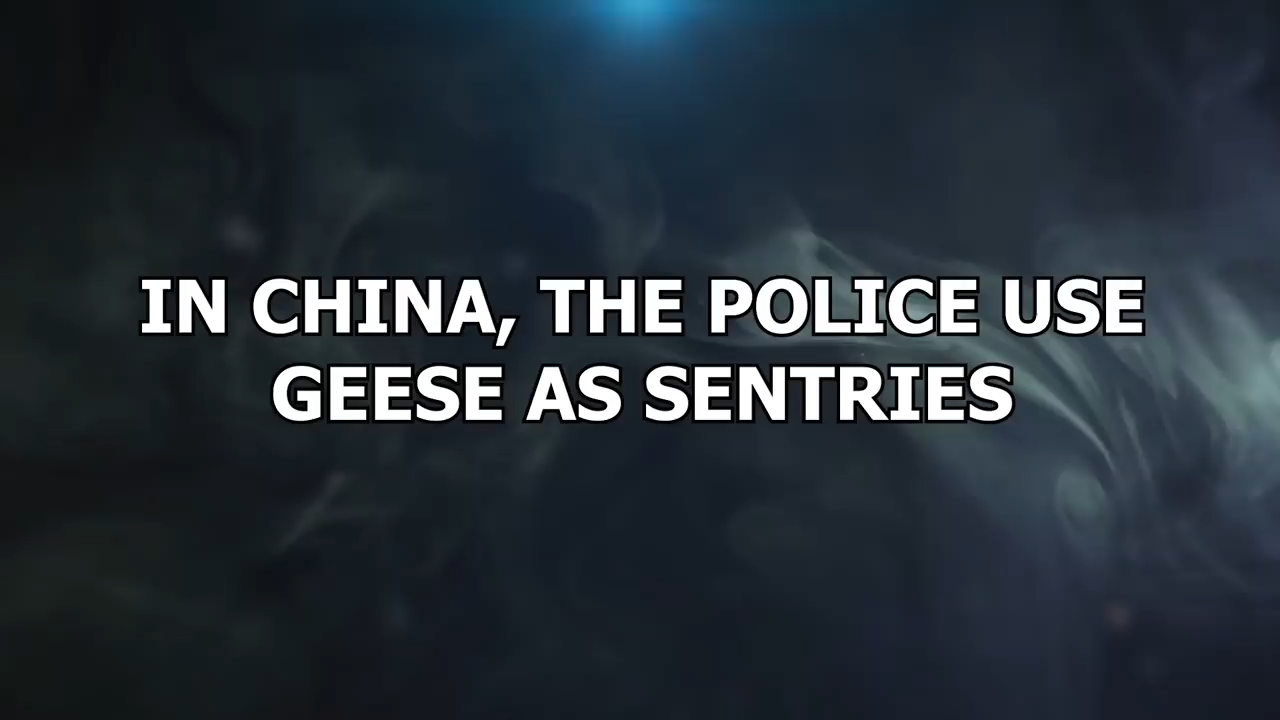 IN CHINA, THE POLICE USE
GEESE AS SENTRIES